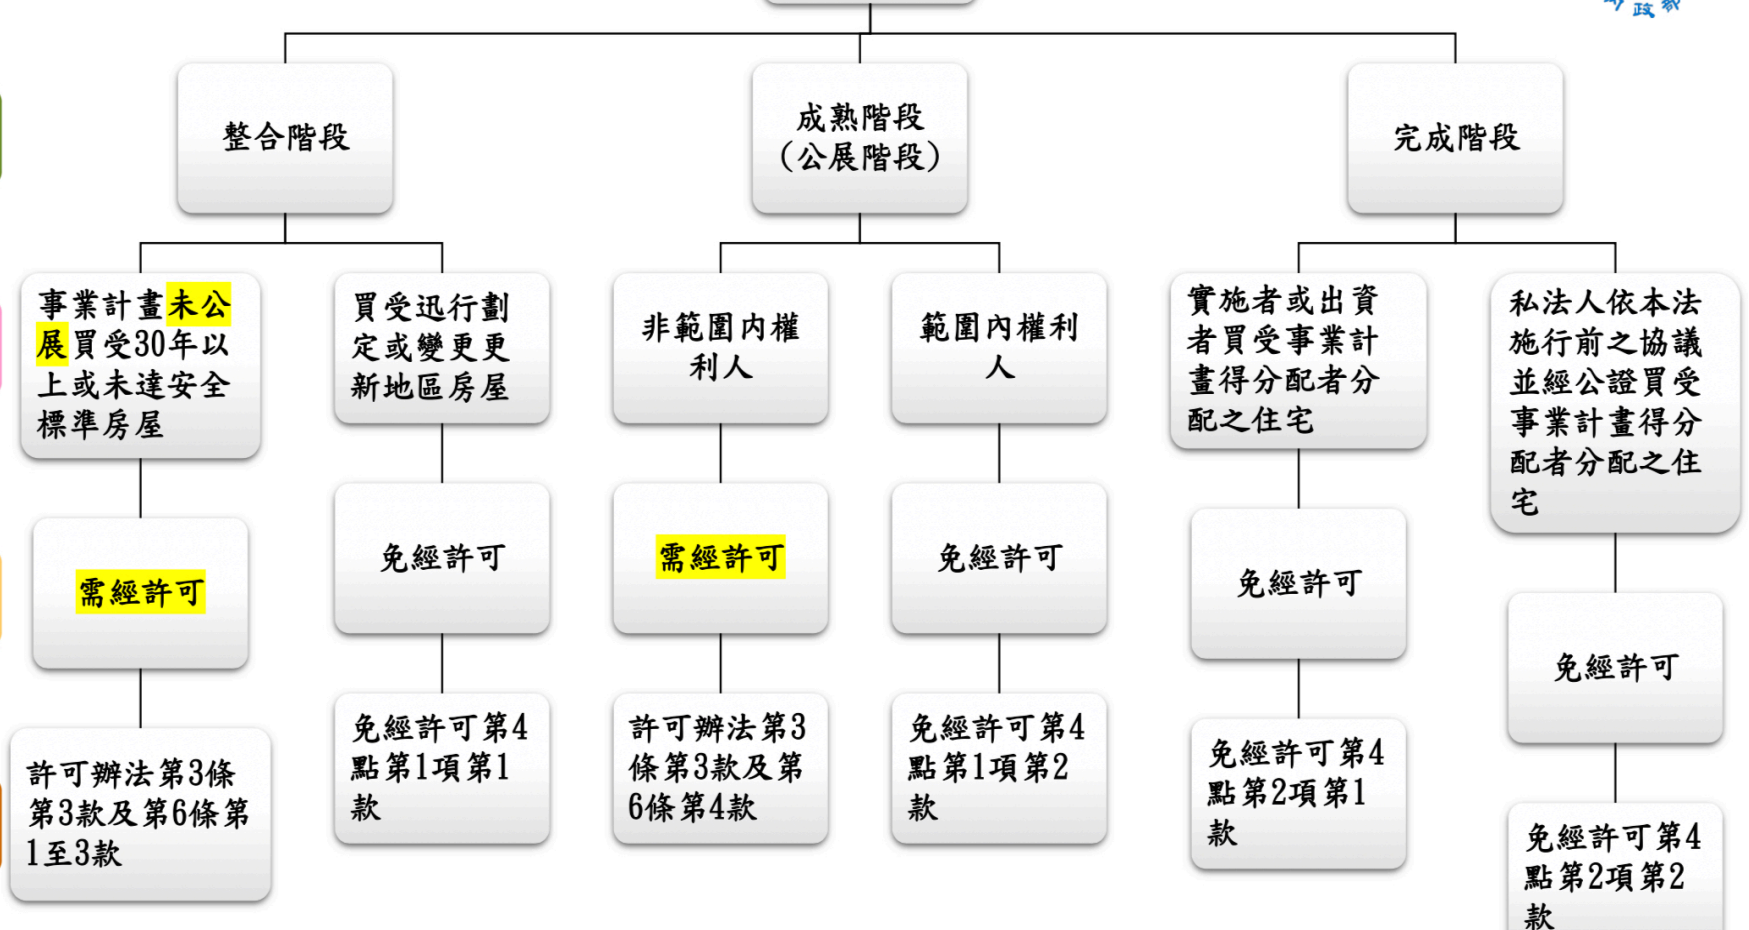 整合階段
成熟階段
（公展階段）
完成階段
事業計畫未公
展買受30年以
上或未達安全
標準房屋
買受迅行劃
定或變更更
新地區房屋
非範圍內權
利人
範圍內權利
人
實施者或出資
者買受事業計
畫得分配者分
配之住宅
私法人依本法
施行前之協議
並經公證買受
事業計畫得分
配者分配之住
宅
需經許可
免經許可
需經許可
免經許可
免經許可
免經許可
許可辦法第3條
第3款及第6條第
1至3款
免經許可第4
點第1項第1
款
許可辦法第3
條第3款及第
6條第4款
免經許可第4
點第1項第2
款
免經許可第4
點第2項第1
款
免經許可第4
點第2項第2
款